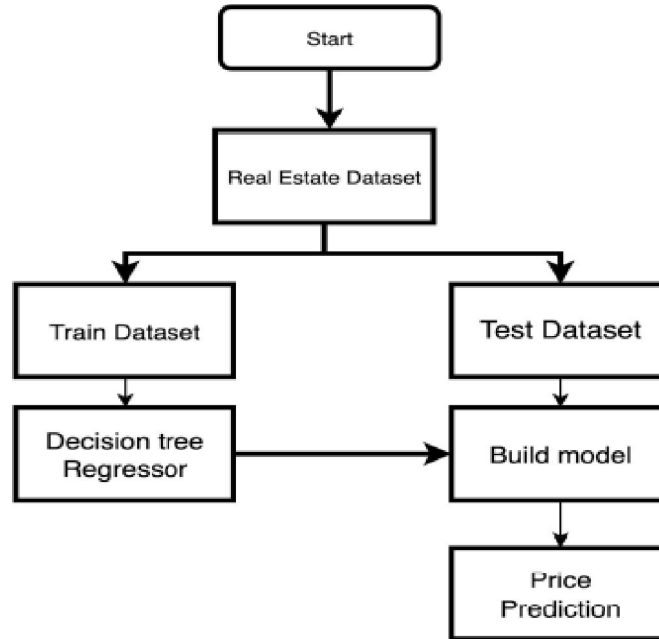 Start
Real Estate Dataset
Train Dataset
Test Dataset
Decision tree
Regressor
Build model
Price
Prediction